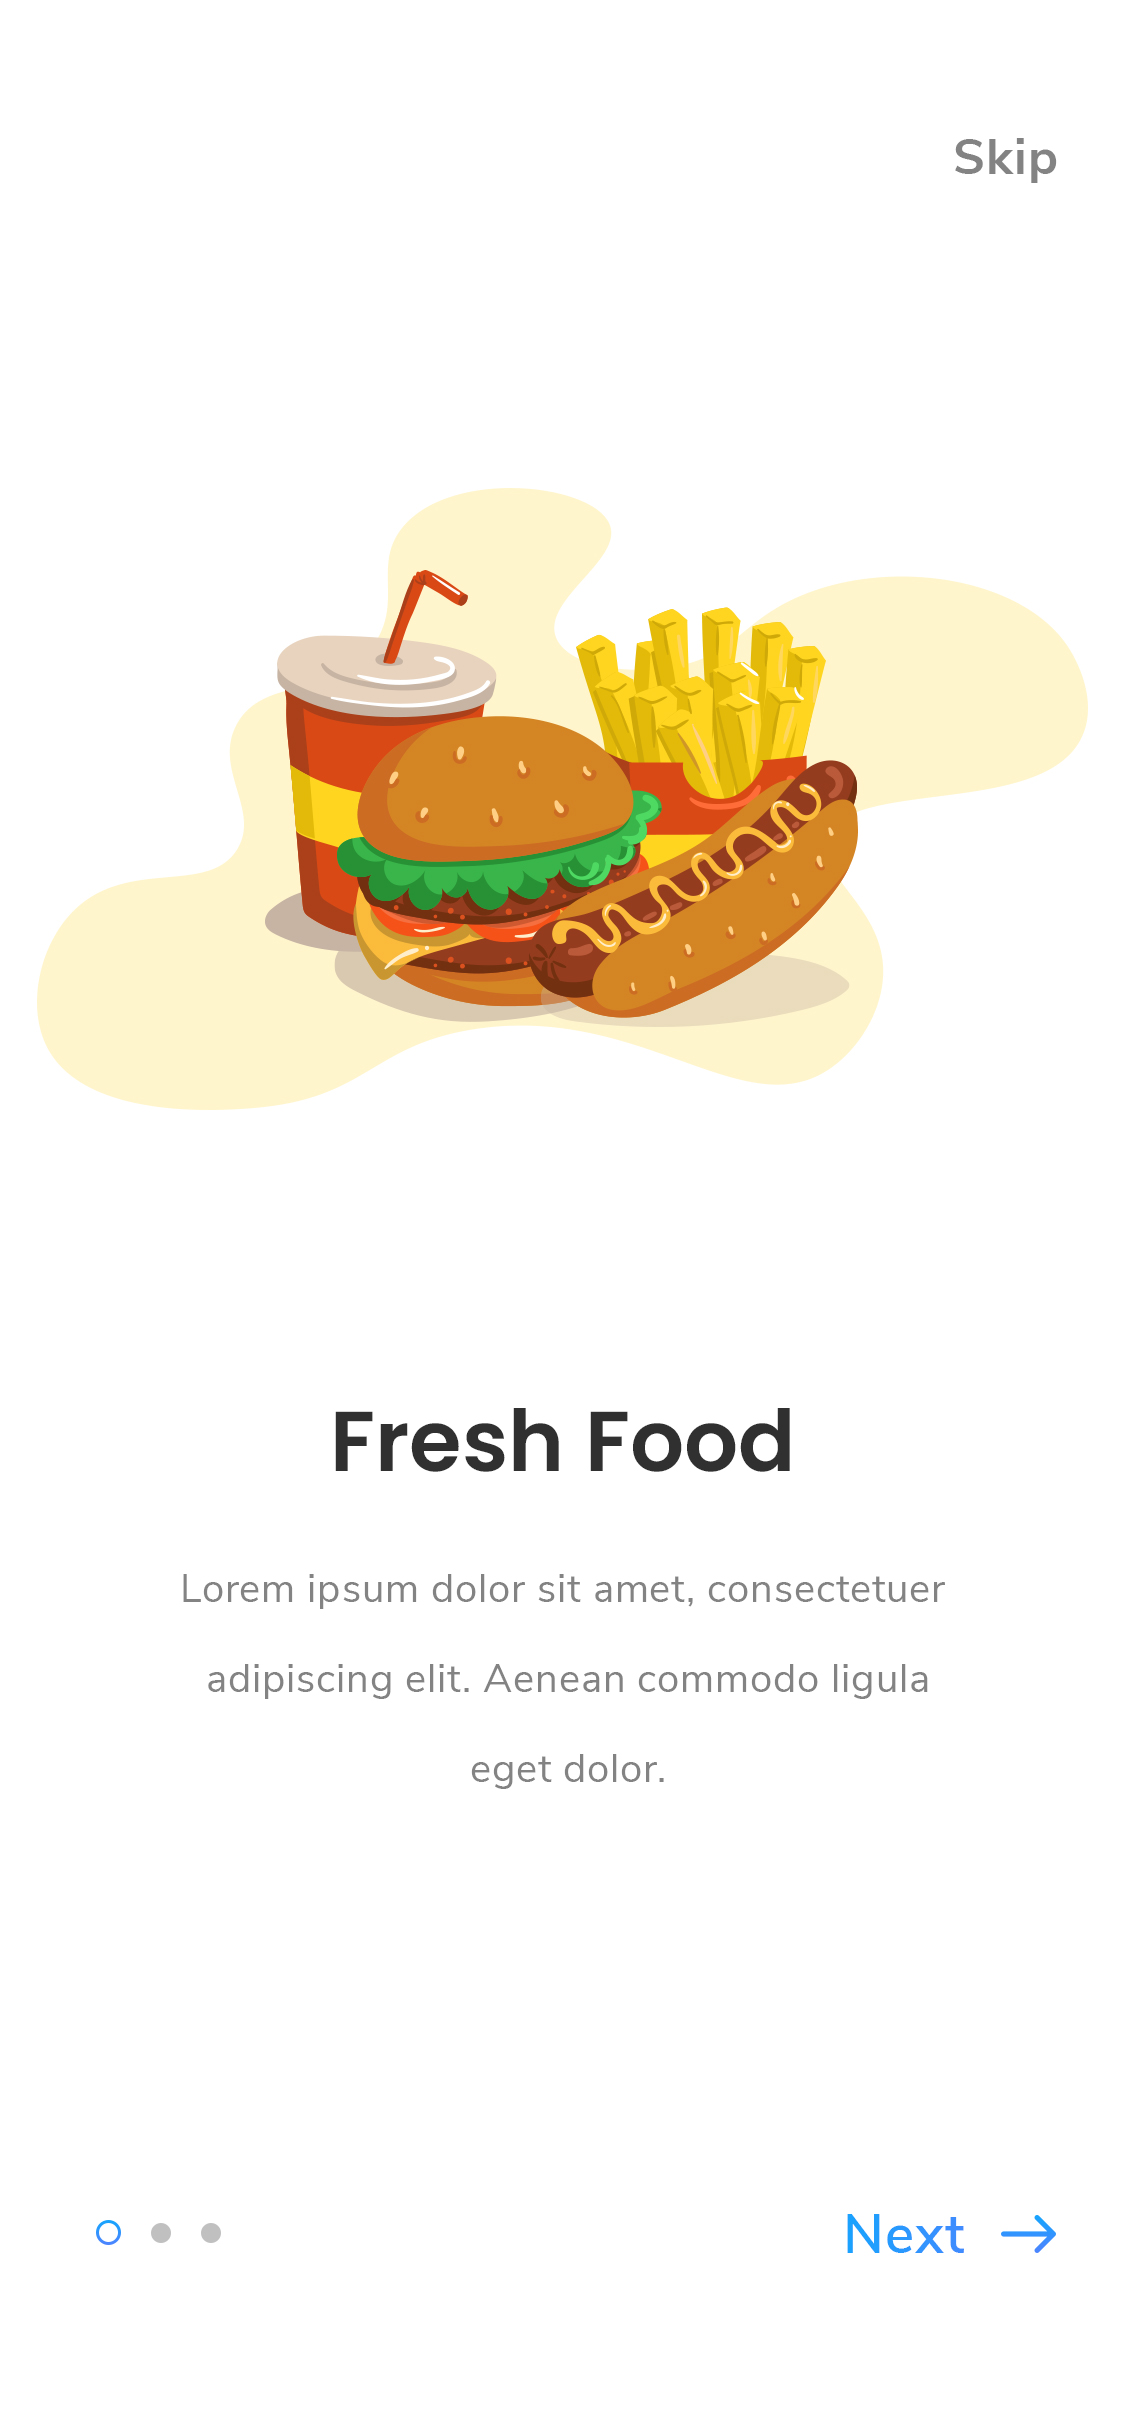 Skip
Fresh Food
Lorem ipsum dolor sit amet, consectetuer
adipiscing elit. Aenean commodo ligula
eget dolor.
Next